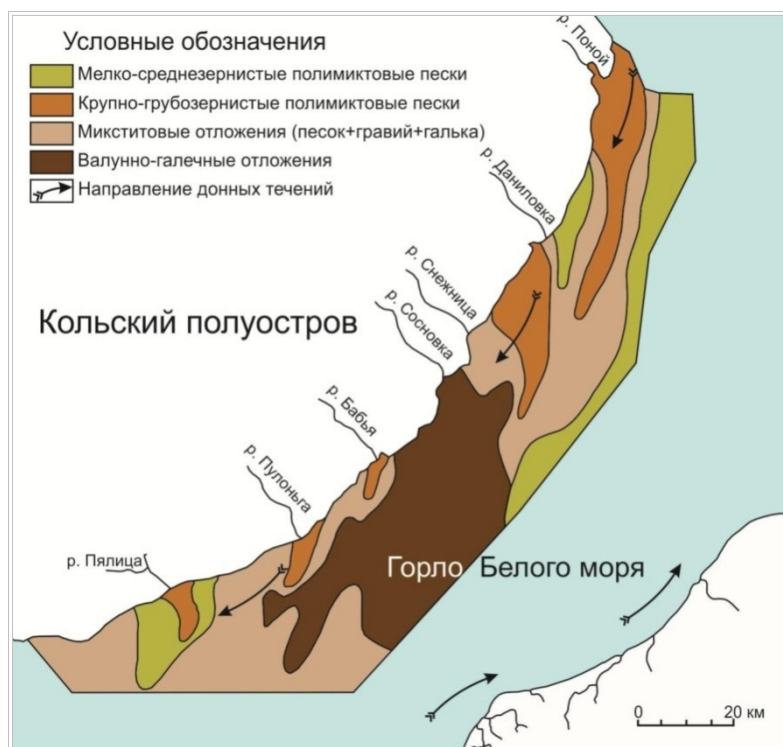 Условные обозначения
Мелко-среднезернистые полимиктовые пески
Крупно-грубозернистые полимиктовые пески
Микститовые отложения (песок+гравий+галька)
Валунно-галечные отложения
Направление донных течений
р. Поной
р. Даниловка
р. Снежница
р. Сосновка
Кольский полуостров
р. Бабья
р. Пулоньга
р. Пялица
Горло Белого моря
0 20 км